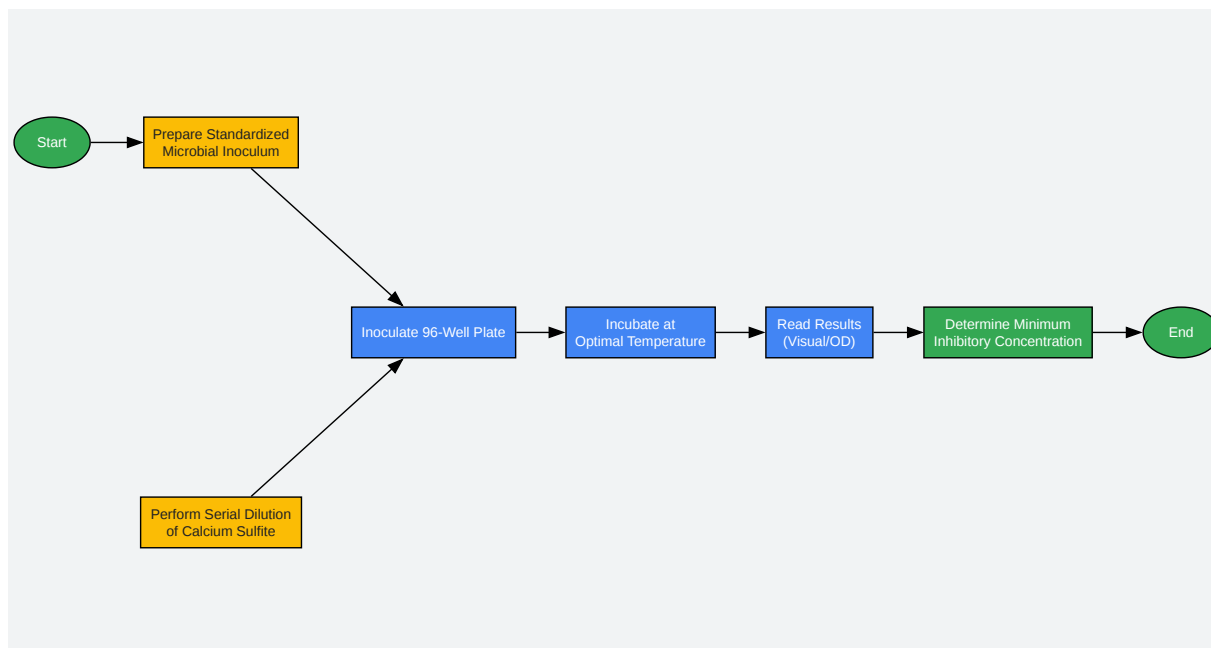 Start
Prepare Standardized
Microbial Inoculum
Inoculate 96-Well Plate
Incubate at
Optimal Temperature
Read Results
(Visual/OD)
Determine Minimum
Inhibitory Concentration
End
Perform Serial Dilution
of Calcium Sulfite